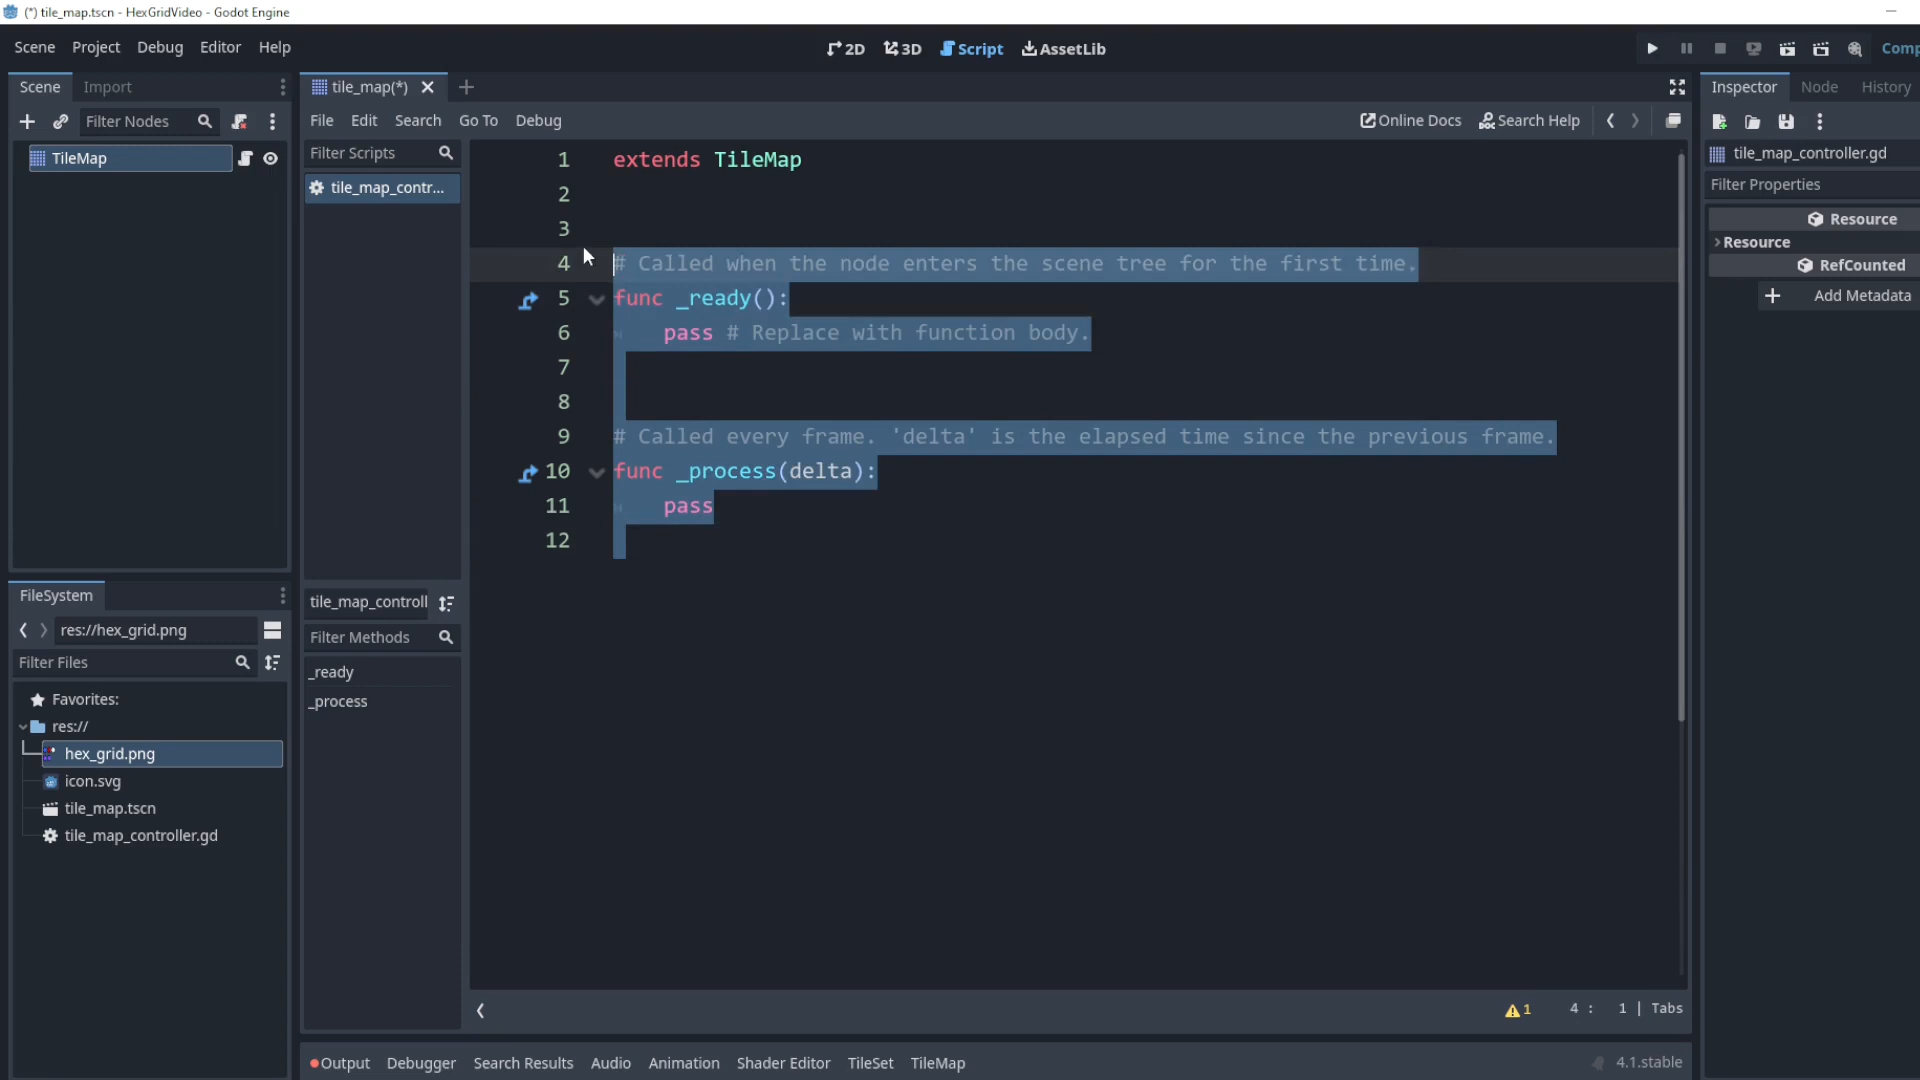 (*) tile_map.tscn - HexGridVideo - Godot Engine
Scene Project Debug Editor Help
2D 3D Script AssetLib
Scene Import
Filter Nodes
TileMap
tile_map(*)
File Edit Search Go To Debug
Online Docs Search Help
Filter Scripts
tile_map_contr...
1 extends TileMap
2
3
4 # Called when the node enters the scene tree for the first time.
5 func _ready():
6 pass # Replace with function body.
7
8
9 # Called every frame. 'delta' is the elapsed time since the previous frame.
10 func _process(delta):
11 pass
12
tile_map_controll
Filter Methods
_ready
_process
FileSystem
res://hex_grid.png
Filter Files
Favorites:
res://
hex_grid.png
icon.svg
tile_map.tscn
tile_map_controller.gd
Inspector Node History
tile_map_controller.gd
Filter Properties
Resource
Resource
RefCounted
Add Metadata
1 4 : 1 | Tabs
Output Debugger Search Results Audio Animation Shader Editor TileSet TileMap
4.1.stable